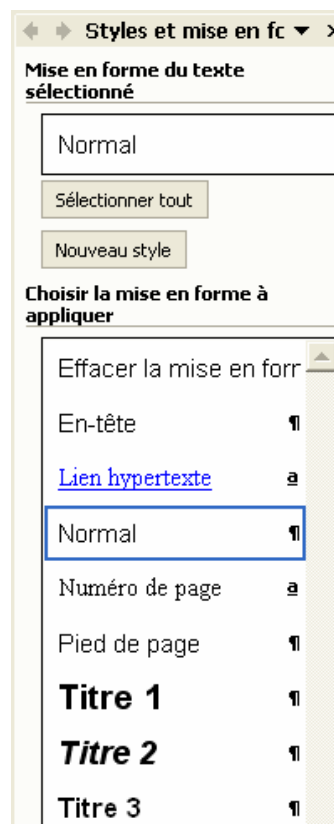 Styles et mise en fc
Mise en forme du texte
sélectionné
Normal
Sélectionner tout
Nouveau style
Choisir la mise en forme à
appliquer
Effacer la mise en forr
En-tête ¶
Lien hypertexte a
Normal ¶
Numéro de page a
Pied de page ¶
Titre 1 ¶
Titre 2 ¶
Titre 3 ¶